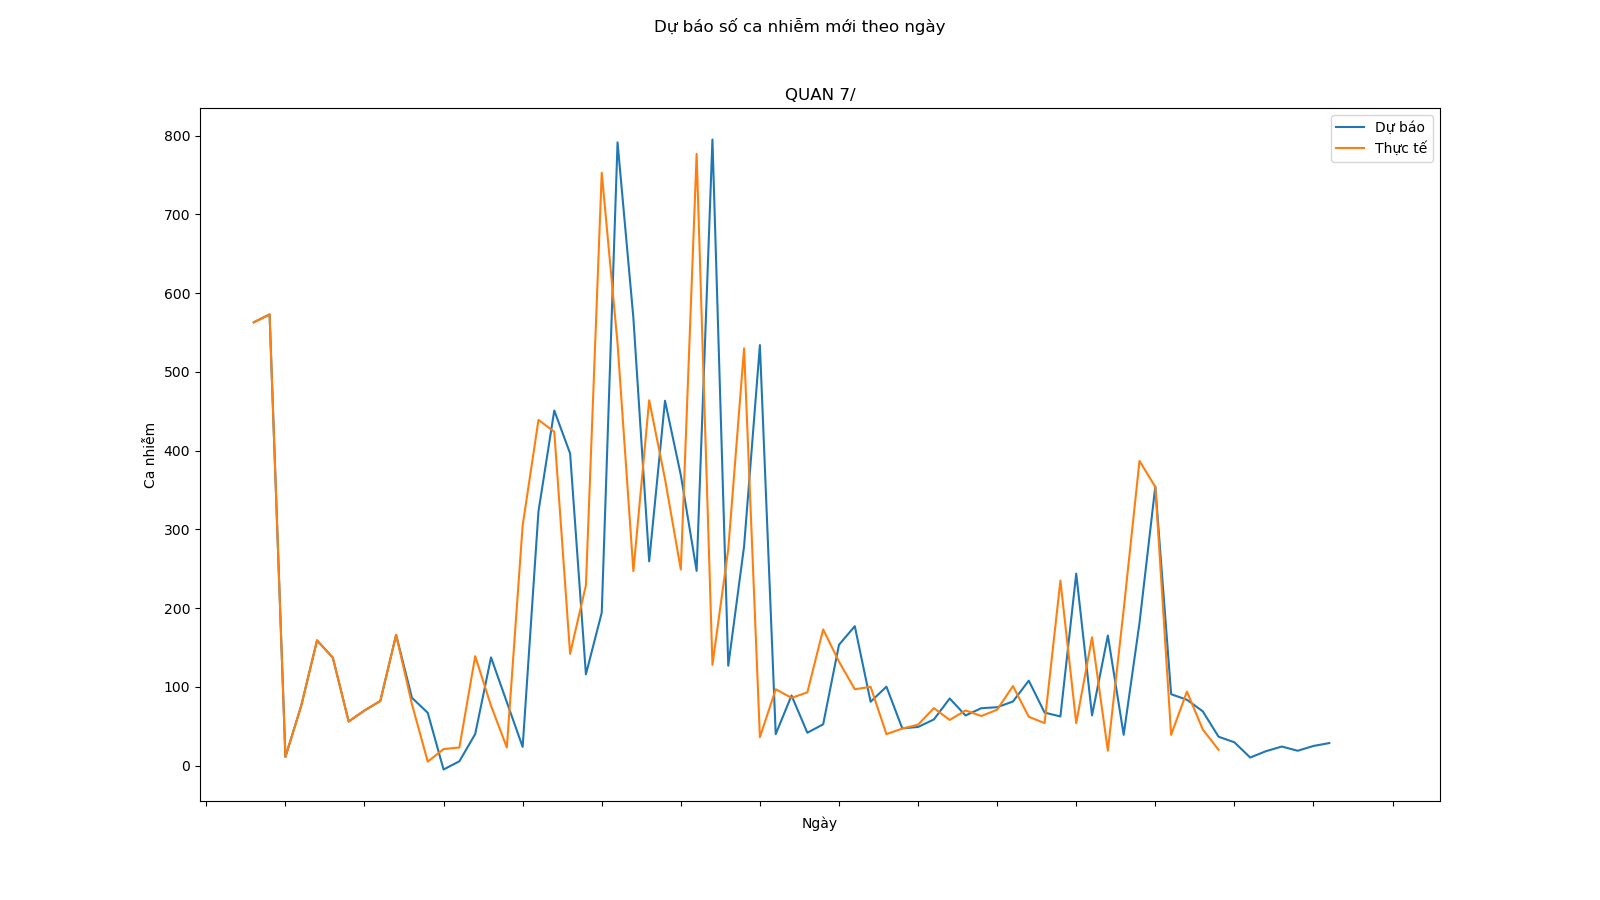 Dự báo số ca nhiễm mới theo ngày
QUAN 7/
Dự báo
Thực tế
800
700
600
500
400
300
200
100
0
Ca nhiễm
Ngày